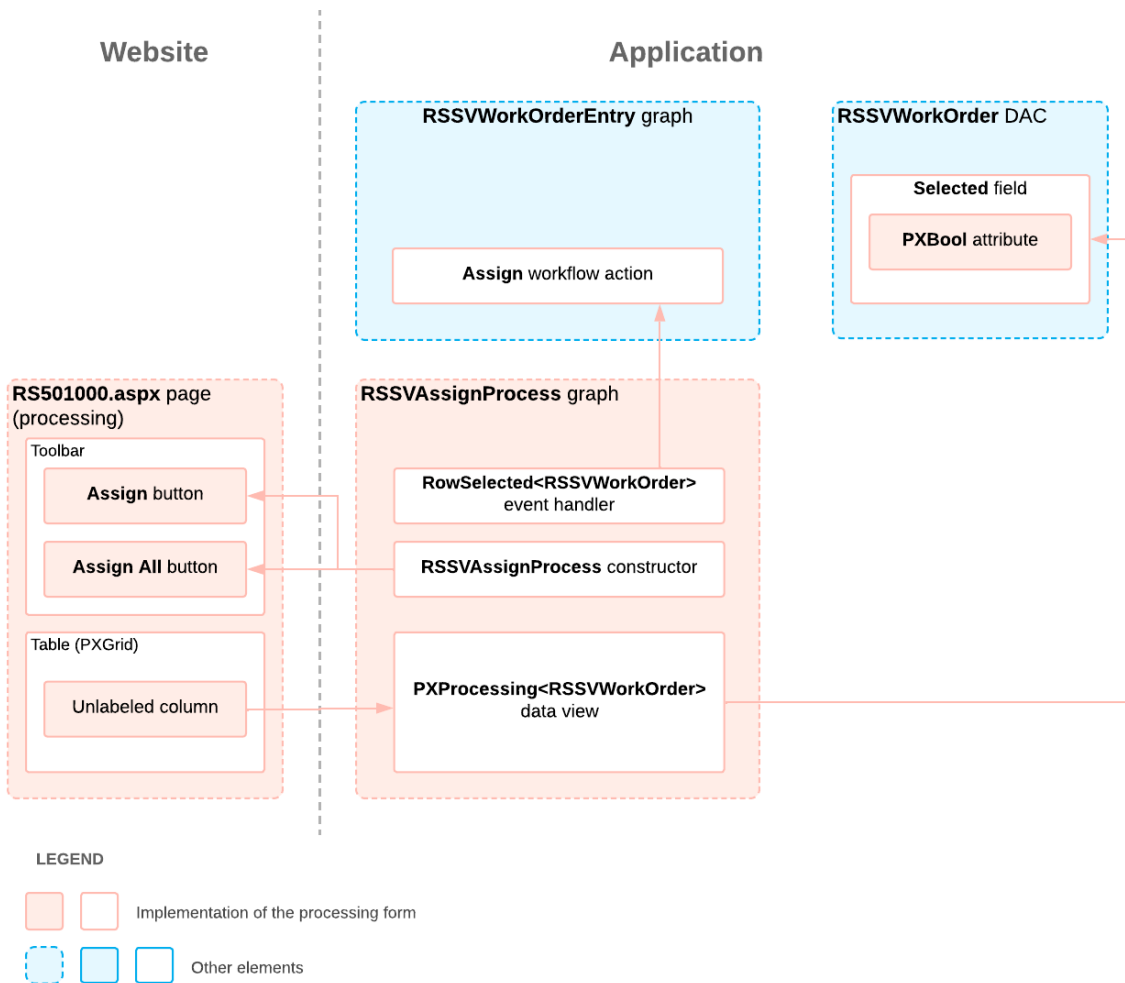 Website
Application
RSSVWorkOrderEntry graph
Assign workflow action
RSSVWorkOrder DAC
Selected field
PXBool attribute
RS501000.aspx page
(processing)
Toolbar
Assign button
Assign All button
Table (PXGrid)
Unlabeled column
RSSVAssignProcess graph
RowSelected<RSSVWorkOrder>
event handler
RSSVAssignProcess constructor
PXProcessing<RSSVWorkOrder>
data view
LEGEND
Implementation of the processing form
Other elements